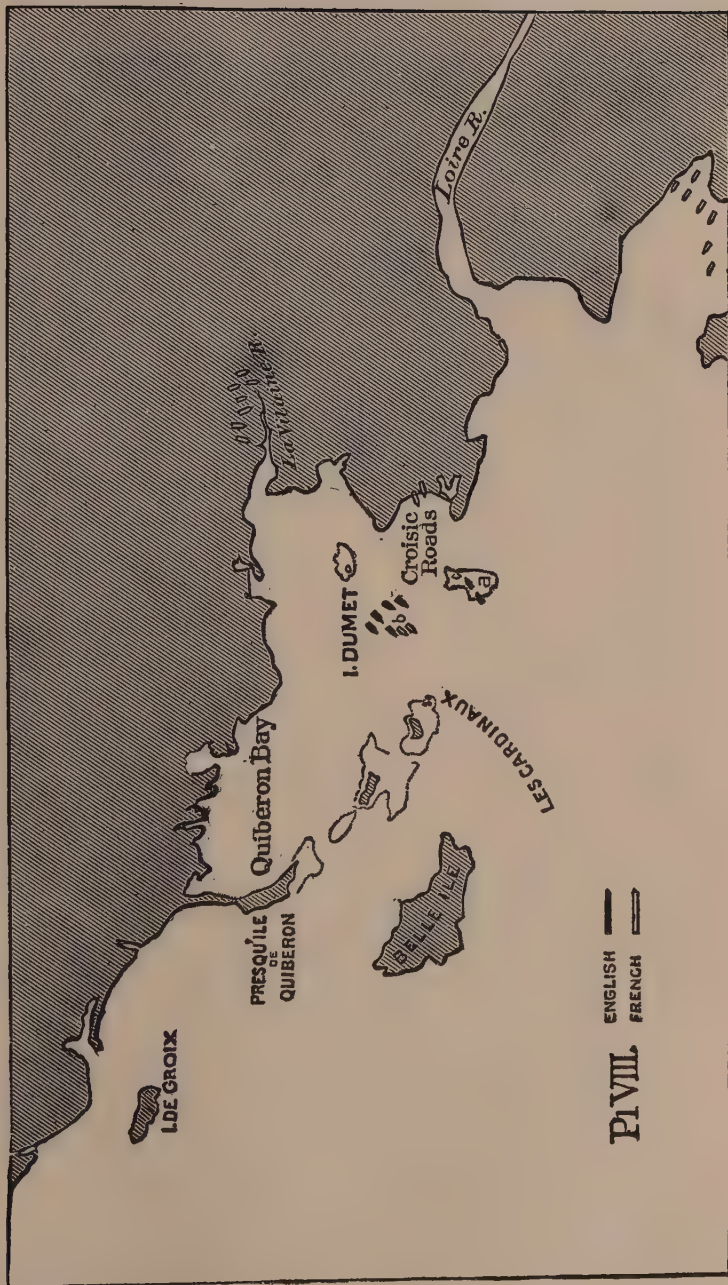 I. DE GROIX
PRESQU'ILE
DE
QUIBERON
Quiberon Bay
BELLE ILE
LES CARDINAUX
I. DUMET
b
Croisic
Roads
a
La Vilaine R.
Loire R.
Pl VIII.
ENGLISH
FRENCH